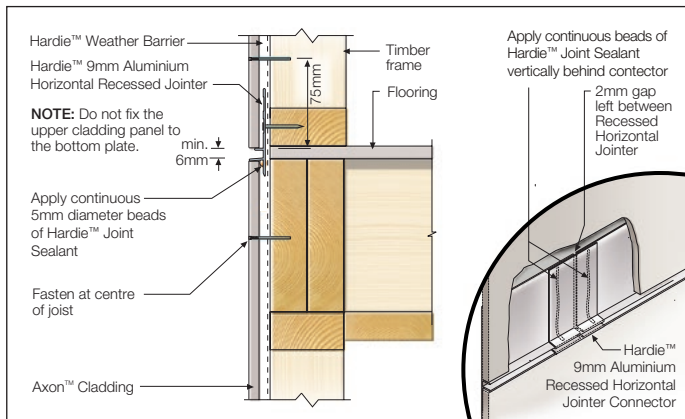 Hardie™ Weather Barrier
Hardie™ 9mm Aluminium
Horizontal Recessed Jointer
NOTE: Do not fix the
upper cladding panel to
the bottom plate.
min.
6mm
Apply continuous
5mm diameter beads
of Hardie™ Joint
Sealant
Fasten at centre
of joist
Axon™ Cladding
75mm
Timber
frame
Flooring
Apply continuous beads of
Hardie™ Joint Sealant
vertically behind contector
2mm gap
left between
Recessed
Horizontal
Jointer
Hardie™
9mm Aluminium
Recessed Horizontal
Jointer Connector